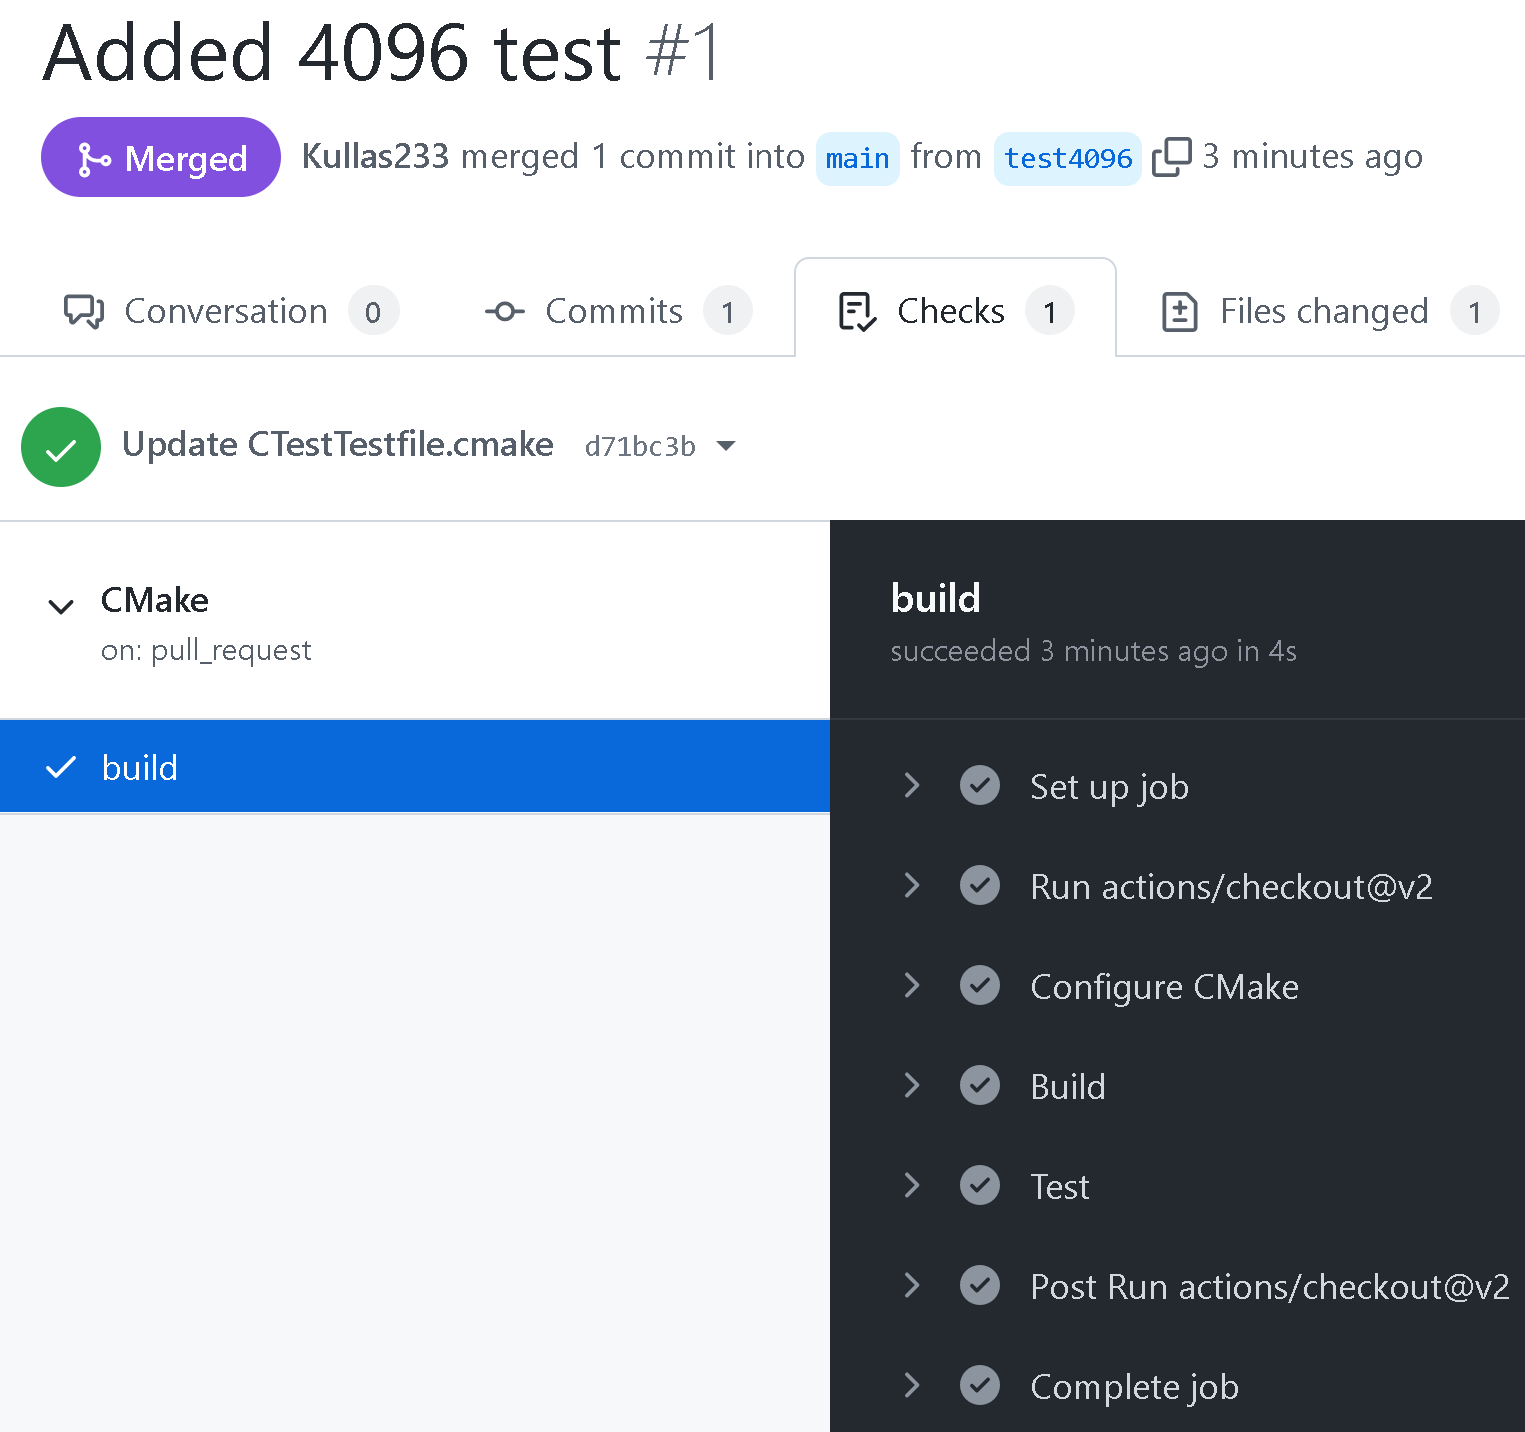 Added 4096 test #1
Merged Kullas233 merged 1 commit into main from test4096 3 minutes ago
Conversation 0 Commits 1 Checks 1 Files changed 1
Update CTestTestfile.cmake d71bc3b
CMake
on: pull_request
build
build
succeeded 3 minutes ago in 4s
Set up job
Run actions/checkout@v2
Configure CMake
Build
Test
Post Run actions/checkout@v2
Complete job